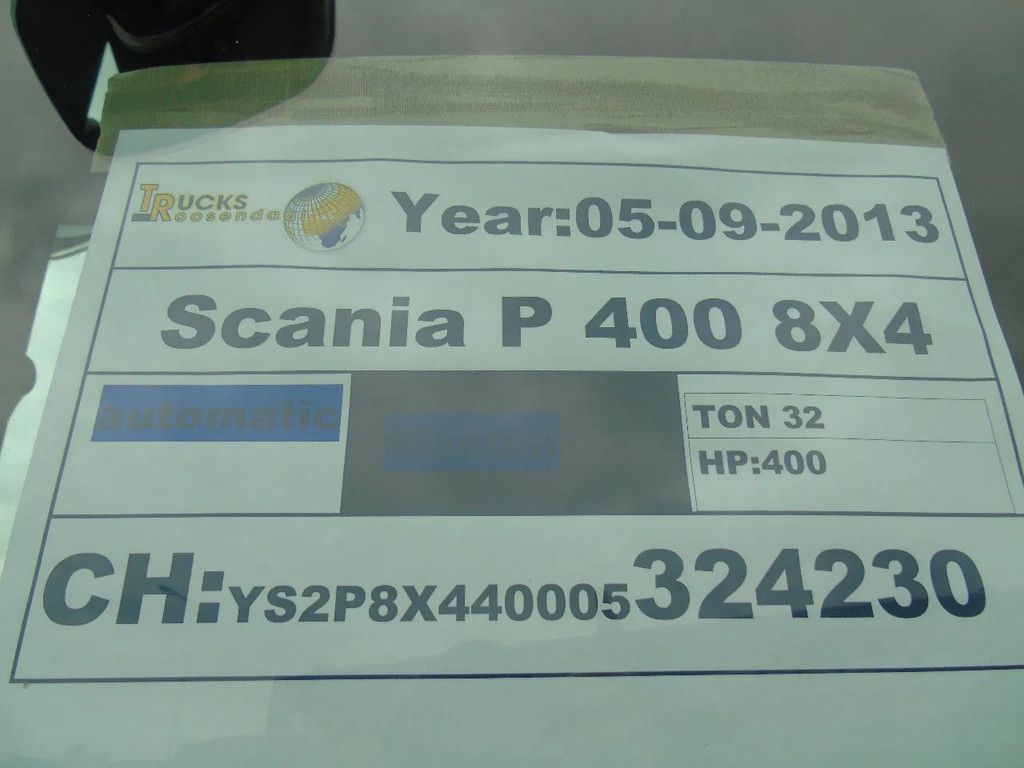 TRUCKS
Roosendaal
Year:05-09-2013
Scania P 400 8X4
automatic
TON 32
HP:400
CH:YS2P8X440005324230